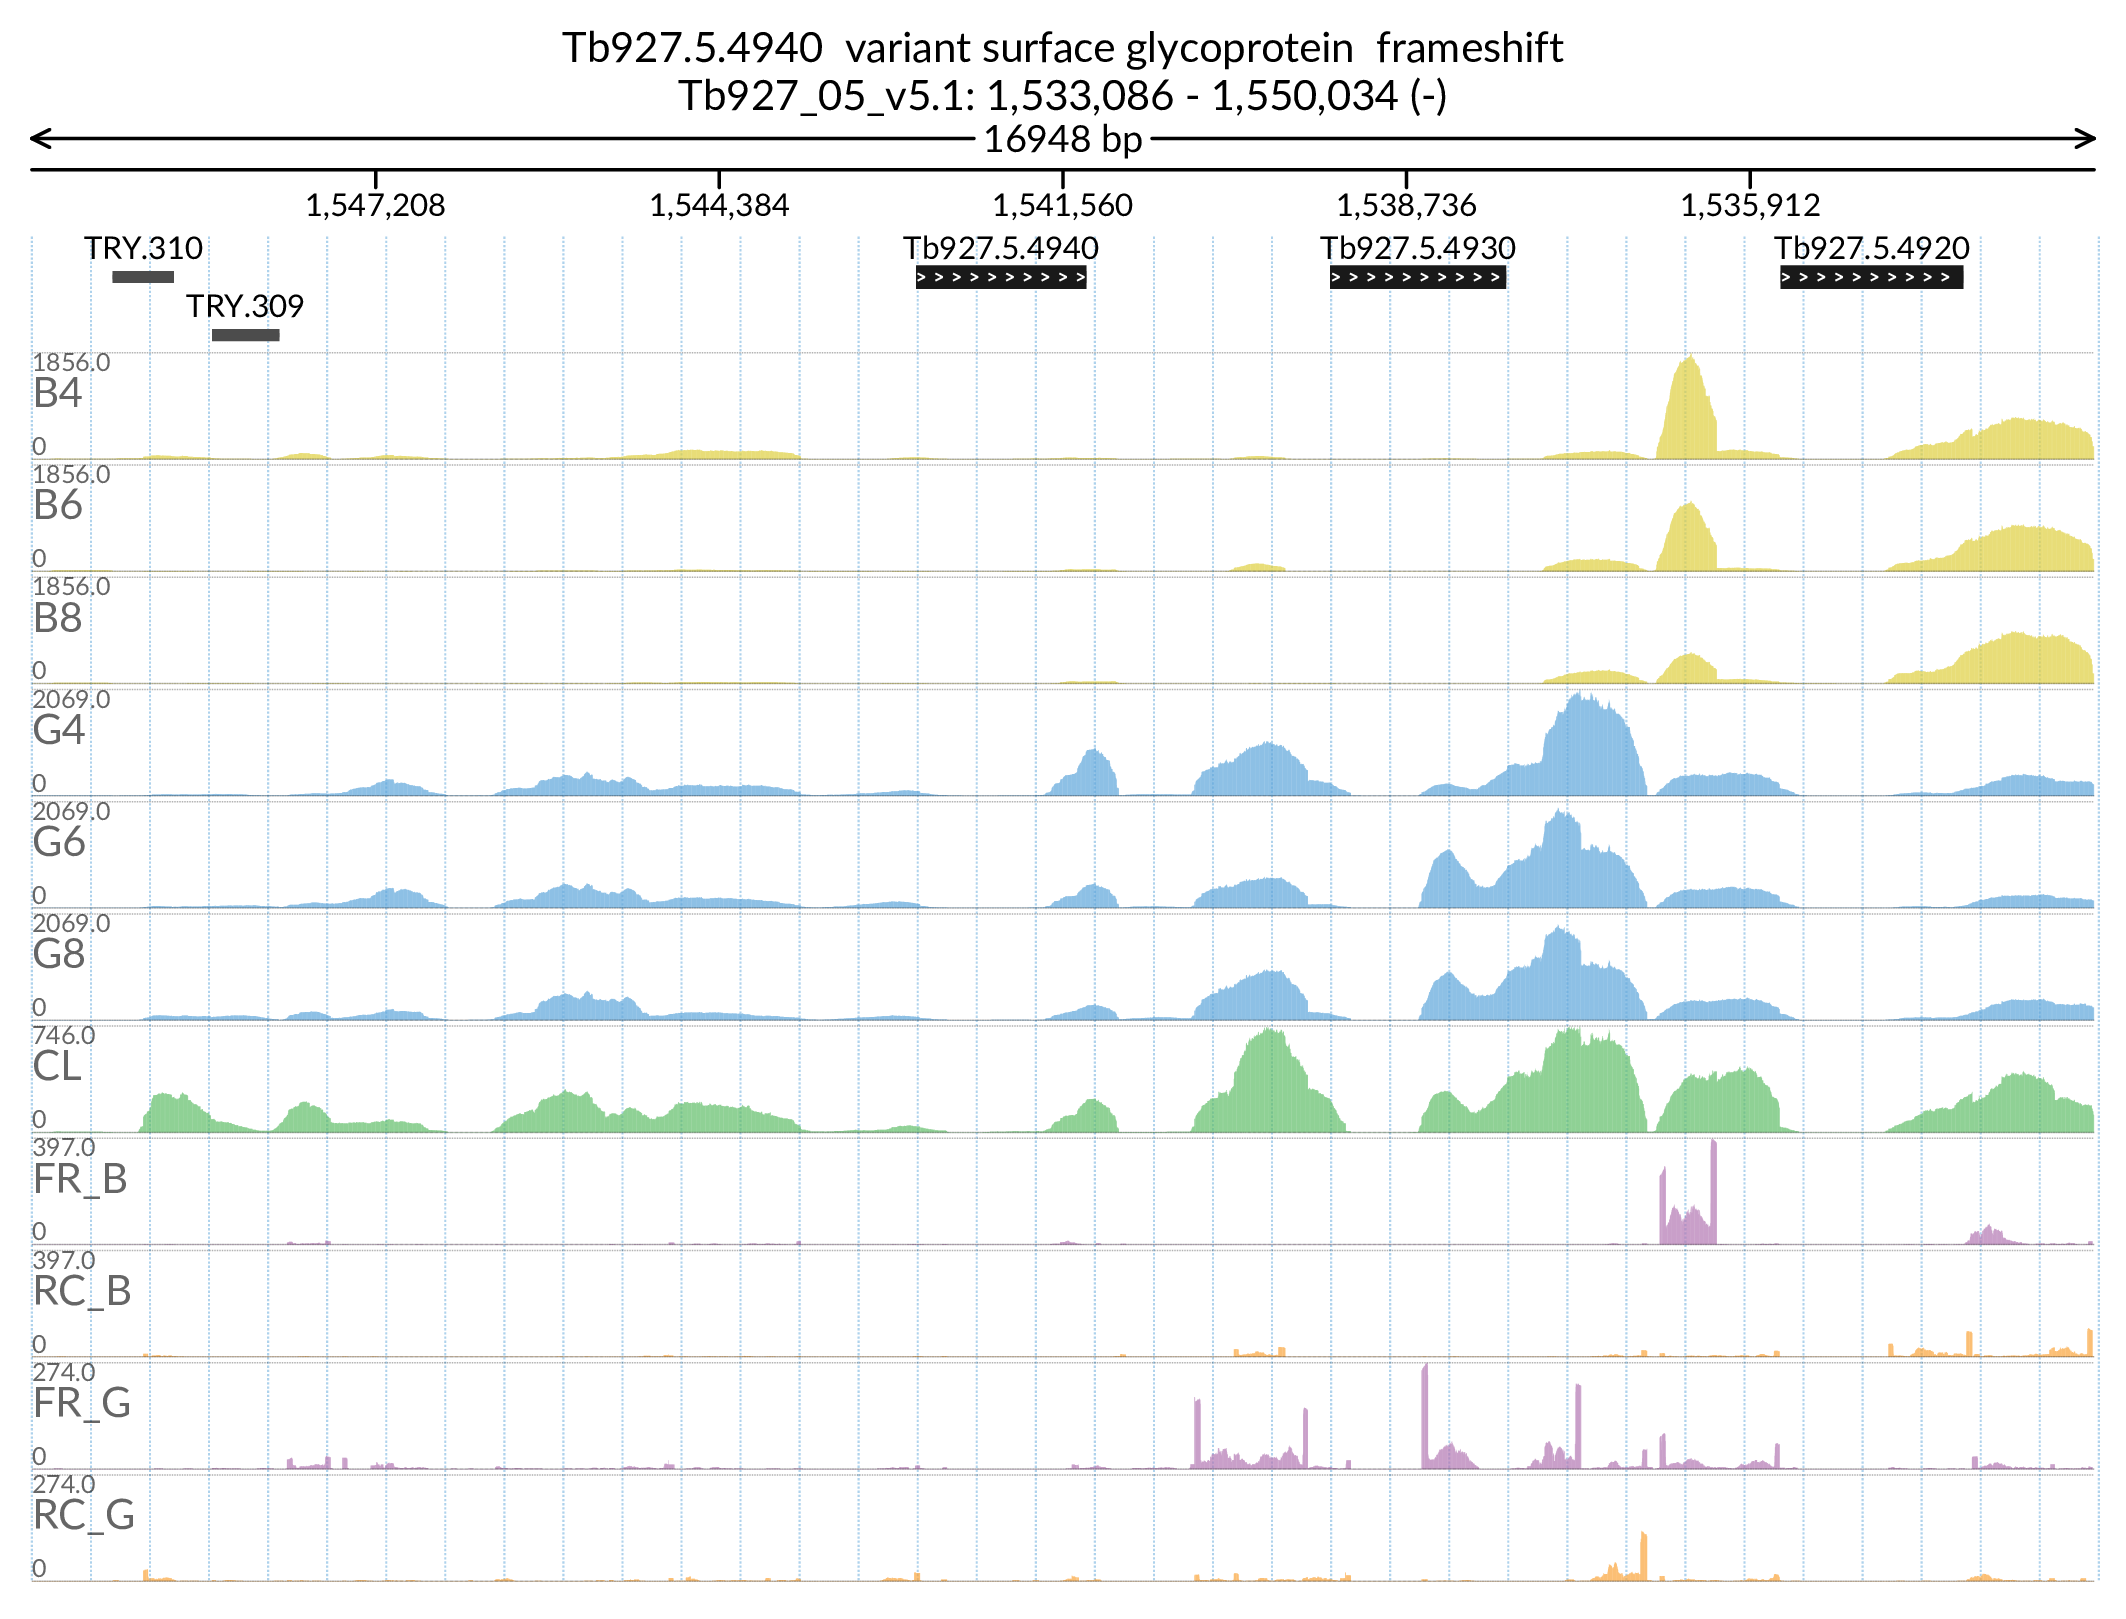 Tb927.5.4940  variant surface glycoprotein  frameshift
Tb927_05_v5.1: 1,533,086 - 1,550,034 (-)
16948 bp
1,547,208 1,544,384 1,541,560 1,538,736 1,535,912
TRY.310 Tb927.5.4940 Tb927.5.4930 Tb927.5.4920
TRY.309
1856.0
B4
0
1856.0
B6
0
1856.0
B8
0
2069.0
G4
0
2069.0
G6
0
2069.0
G8
0
746.0
CL
0
397.0
FR_B
0
397.0
RC_B
0
274.0
FR_G
0
274.0
RC_G
0